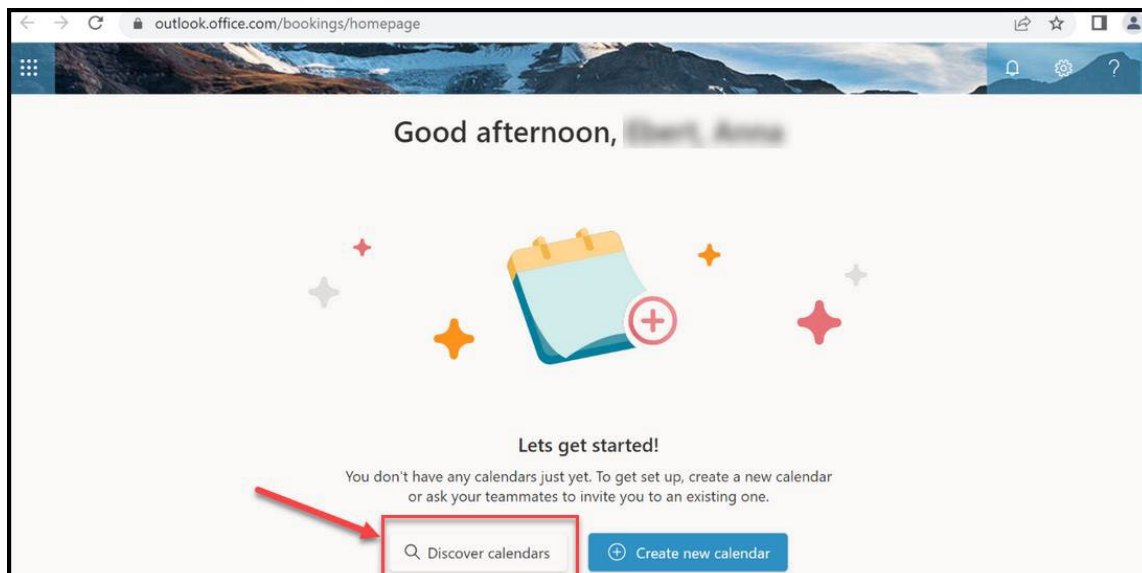 outlook.office.com/bookings/homepage
?
Good afternoon,
Lets get started!
You don't have any calendars just yet. To get set up, create a new calendar
or ask your teammates to invite you to an existing one.
Discover calendars
Create new calendar